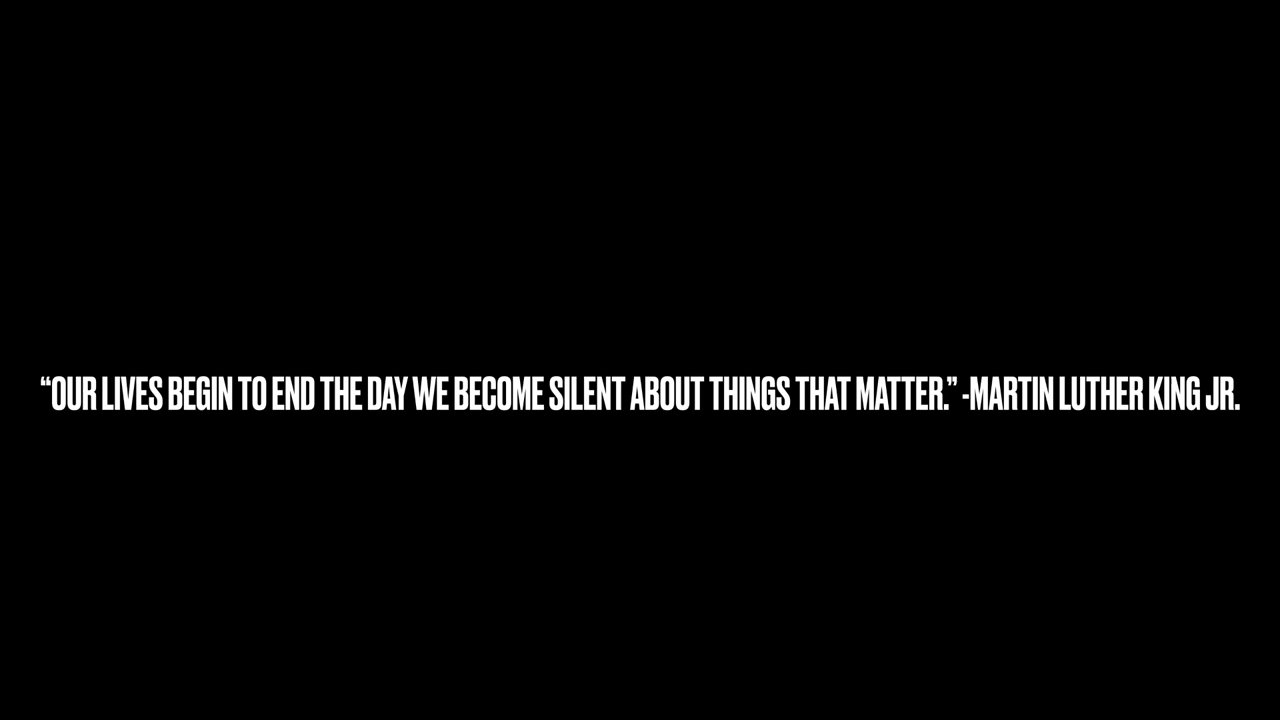 “OUR LIVES BEGIN TO END THE DAY WE BECOME SILENT ABOUT THINGS THAT MATTER.” -MARTIN LUTHER KING JR.